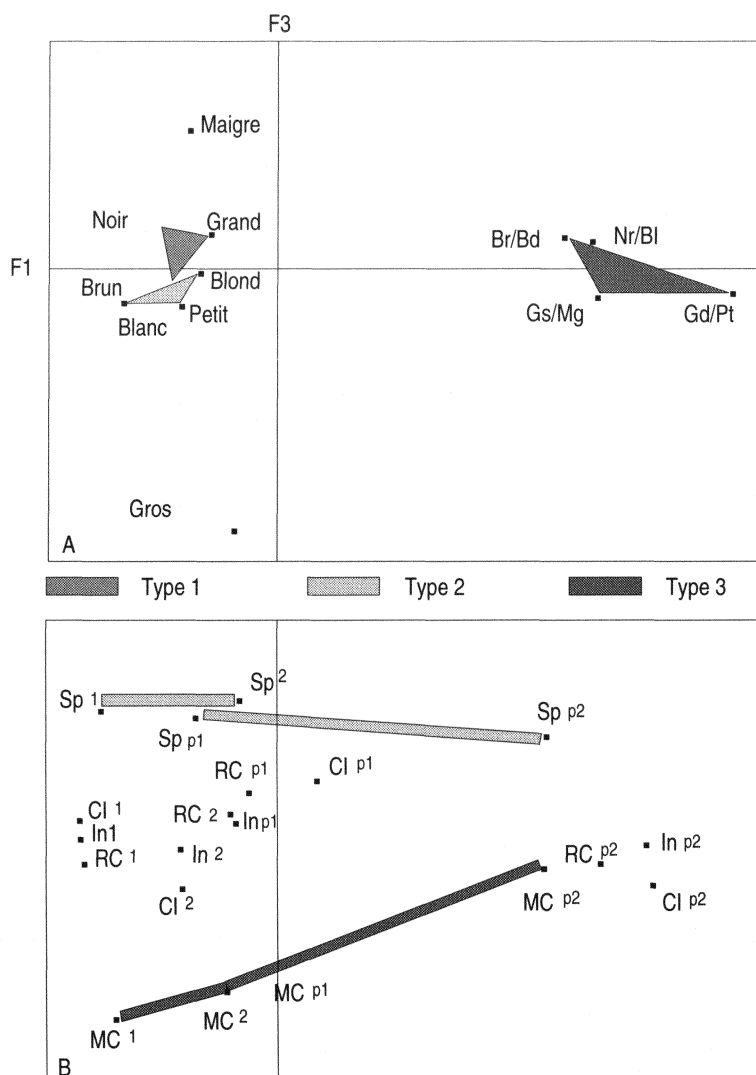 F3
Maigre
Noir
Grand
Br/Bd
Nr/Bl
F1
Blond
Brun
Blanc
Petit
Gs/Mg
Gd/Pt
Gros
A
Type 1
Type 2
Type 3
Sp 1
Sp 2
Sp p1
Sp p2
RC p1
Cl p1
Cl 1
RC 2
In p1
In1
In 2
RC 1
In p2
RC p2
Cl 2
MC p2
Cl p2
MC p1
MC 2
MC 1
B